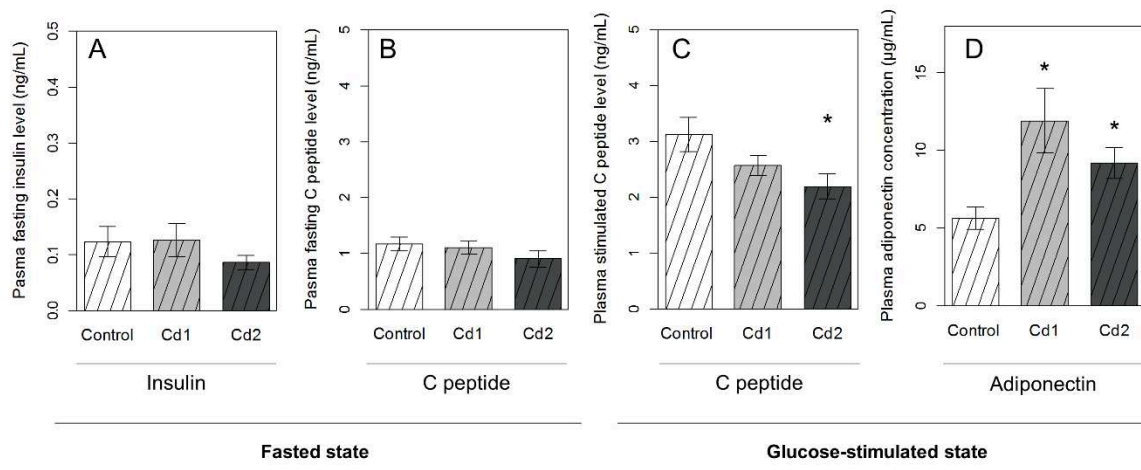 A
Pasma fasting insulin level (ng/mL)
0.5
0.4
0.3
0.2
0.1
0.0
Control Cd1 Cd2
Insulin
B
Pasma fasting C peptide level (ng/mL)
5
4
3
2
1
0
Control Cd1 Cd2
C peptide
C
Plasma stimulated C peptide level (ng/mL)
5
4
3
2
1
0
*
Control Cd1 Cd2
C peptide
D
Plasma adiponectin concentration (µg/mL)
15
10
5
0
*
*
Control Cd1 Cd2
Adiponectin
Fasted state
Glucose-stimulated state